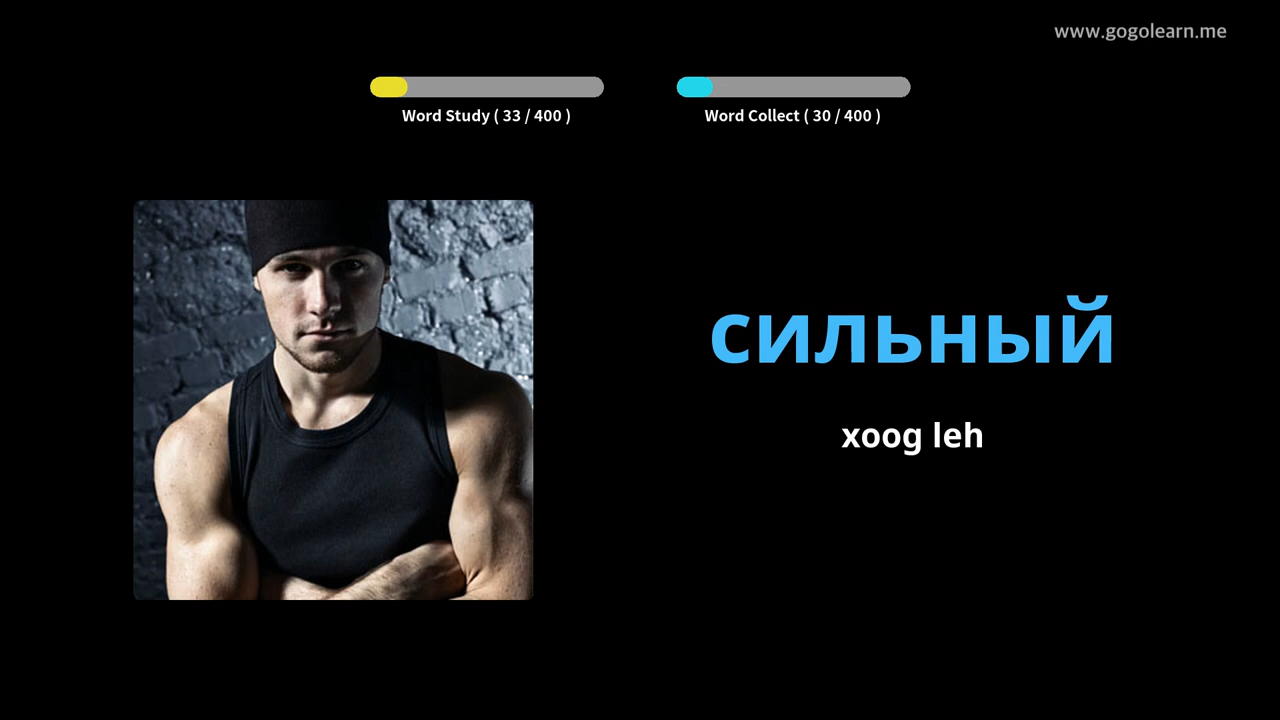 www.gogolearn.me
Word Study ( 33 / 400 )
Word Collect ( 30 / 400 )
сильный
xoog leh